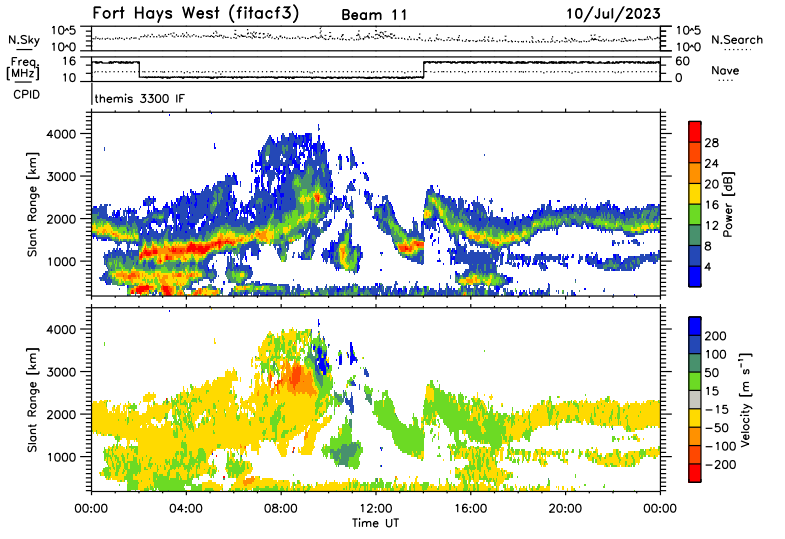 Fort Hays West (fitacf3) Beam 11 10/Jul/2023
N.Sky 10^5 10^0 10^5 10^0 N.Search
Freq. [MHz] 16 10 60 0 Nave
CPID themis 3300 IF
Slant Range [km]
4000
3000
2000
1000
Power [dB]
28
24
20
16
12
8
4
Slant Range [km]
4000
3000
2000
1000
Velocity [m s⁻¹]
200
100
50
15
−15
−50
−100
−200
00:00 04:00 08:00 12:00 16:00 20:00 00:00
Time UT